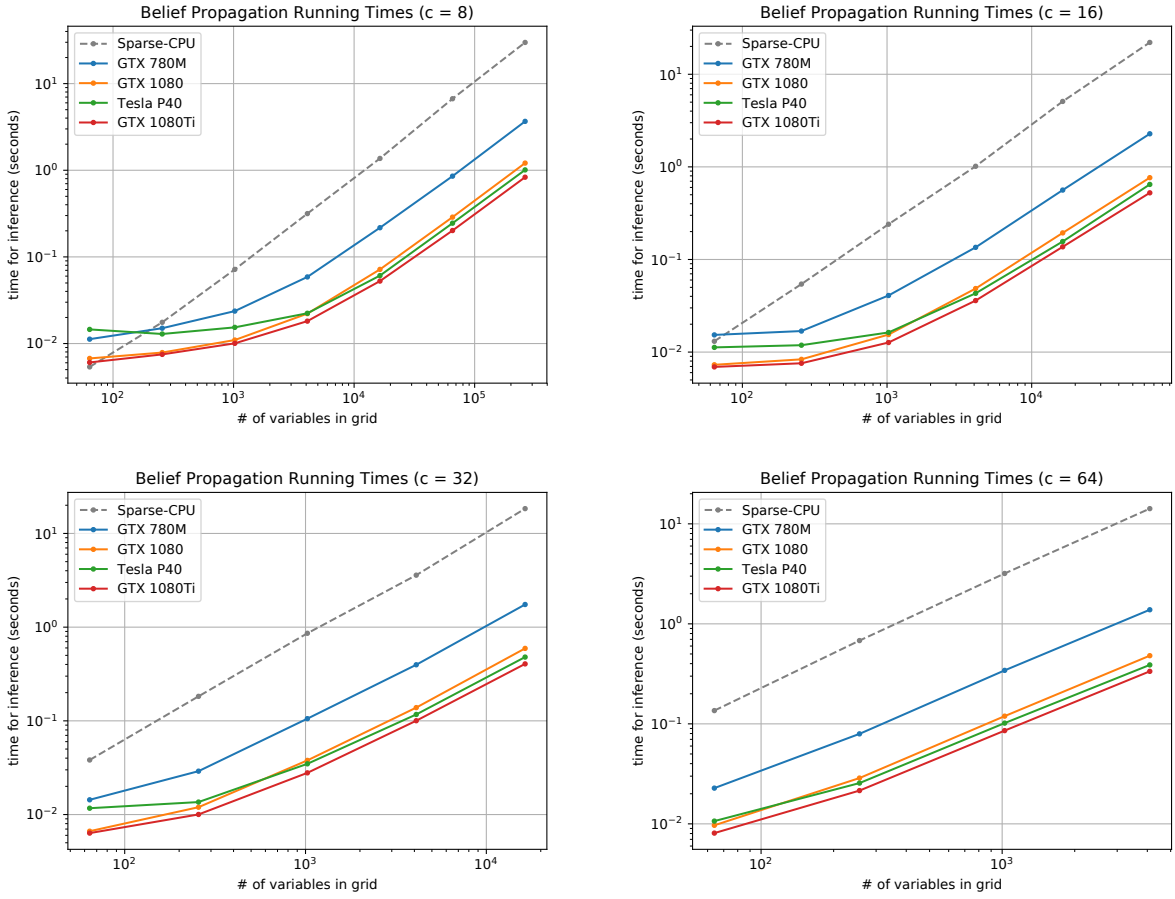 Belief Propagation Running Times (c = 8)
time for inference (seconds)
10¹
10⁰
10⁻¹
10⁻²
Sparse-CPU
GTX 780M
GTX 1080
Tesla P40
GTX 1080Ti
10² 10³ 10⁴ 10⁵
# of variables in grid
Belief Propagation Running Times (c = 16)
time for inference (seconds)
10¹
10⁰
10⁻¹
10⁻²
Sparse-CPU
GTX 780M
GTX 1080
Tesla P40
GTX 1080Ti
10² 10³ 10⁴
# of variables in grid
Belief Propagation Running Times (c = 32)
time for inference (seconds)
10¹
10⁰
10⁻¹
10⁻²
Sparse-CPU
GTX 780M
GTX 1080
Tesla P40
GTX 1080Ti
10² 10³ 10⁴
# of variables in grid
Belief Propagation Running Times (c = 64)
time for inference (seconds)
10¹
10⁰
10⁻¹
10⁻²
Sparse-CPU
GTX 780M
GTX 1080
Tesla P40
GTX 1080Ti
10² 10³
# of variables in grid